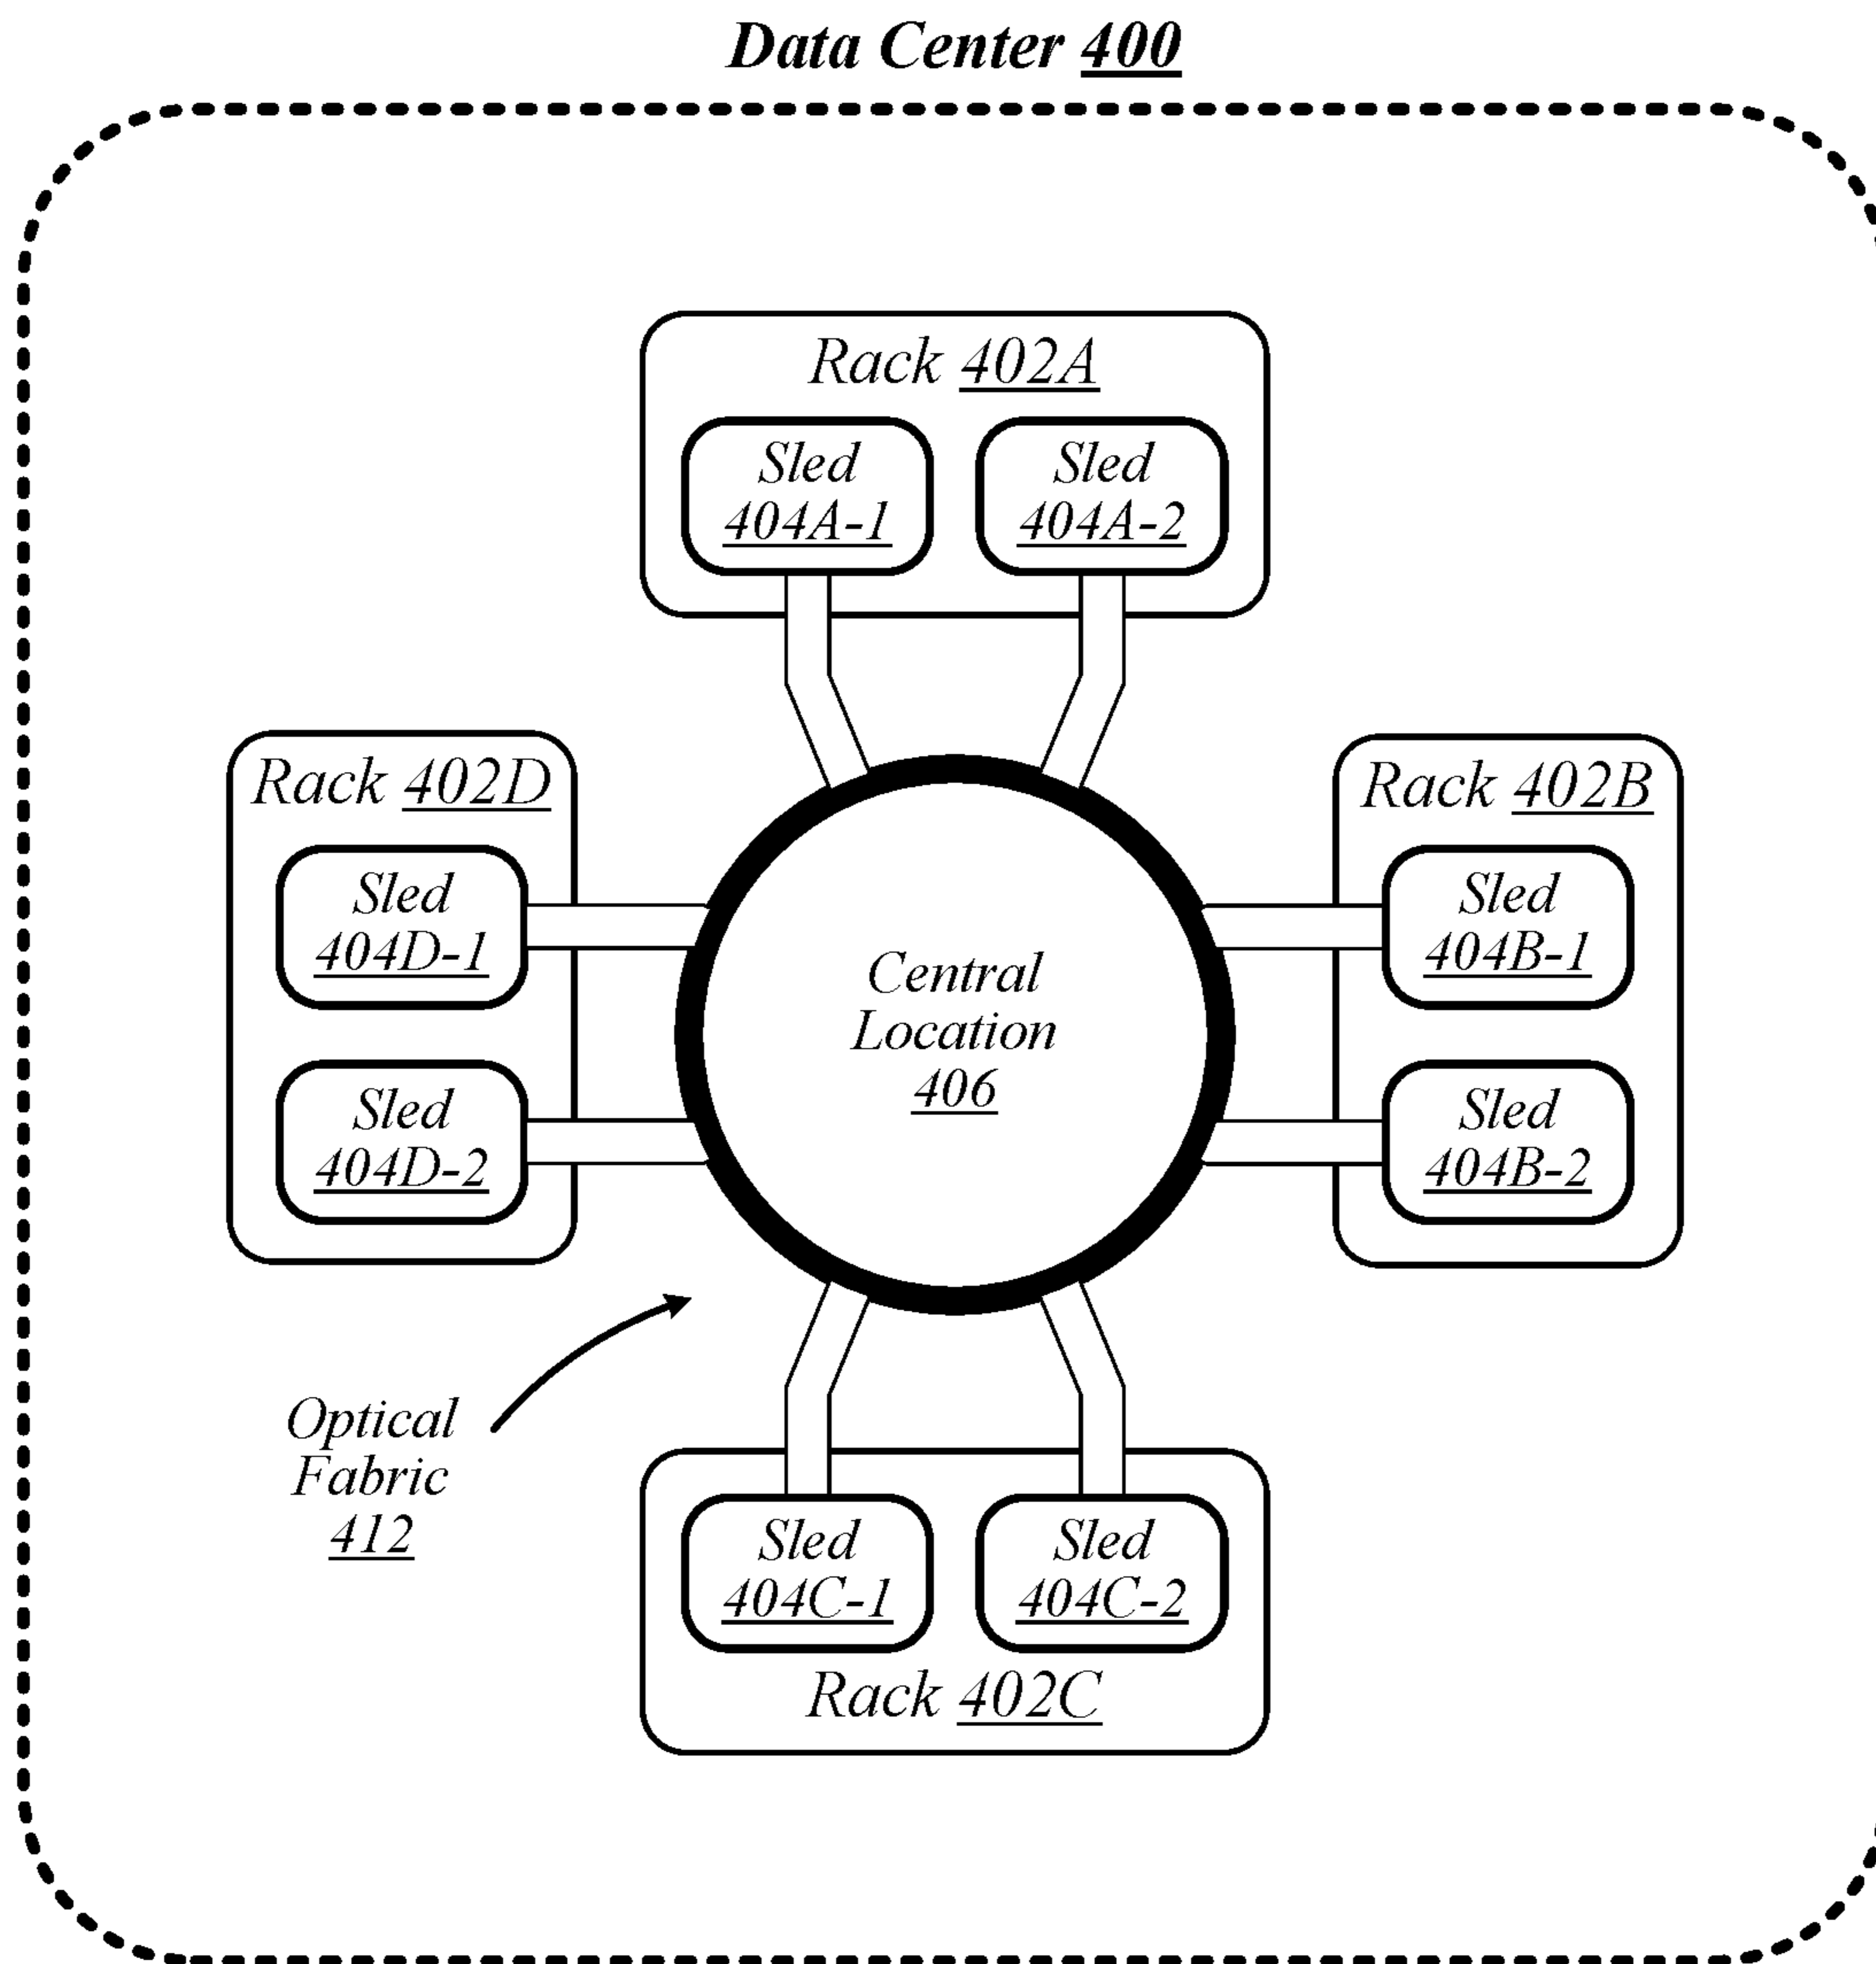 Data Center 400
Rack 402A
Sled
404A-1
Sled
404A-2
Rack 402D
Sled
404D-1
Sled
404D-2
Central
Location
406
Rack 402B
Sled
404B-1
Sled
404B-2
Optical
Fabric
412
Sled
404C-1
Sled
404C-2
Rack 402C